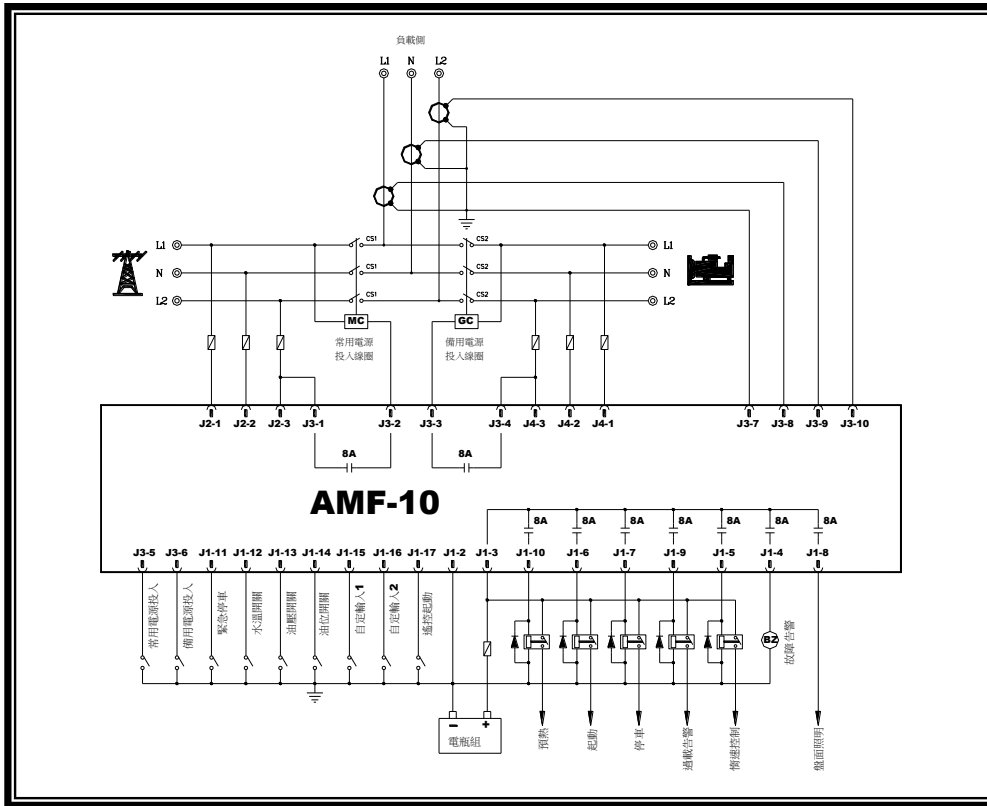 負載側
L1 N L2
L1 CS1 CS2 L1
N CS1 CS2 N
L2 CS1 CS2 L2
MC GC
常用電源 備用電源
投入線圈 投入線圈
J2-1 J2-2 J2-3 J3-1 J3-2 J3-3 J3-4 J4-3 J4-2 J4-1 J3-7 J3-8 J3-9 J3-10
8A 8A
AMF-10
8A 8A 8A 8A 8A 8A 8A
J3-5 J3-6 J1-11 J1-12 J1-13 J1-14 J1-15 J1-16 J1-17 J1-2 J1-3 J1-10 J1-6 J1-7 J1-9 J1-5 J1-4 J1-8
常用電源投入
備用電源投入
緊急停車
水溫開關
油壓開關
油位開關
自定輸入1
自定輸入2
遙控起動
BZ
故障告警
− +
電瓶組
預熱
起動
停車
過載告警
惰速控制
盤面照明